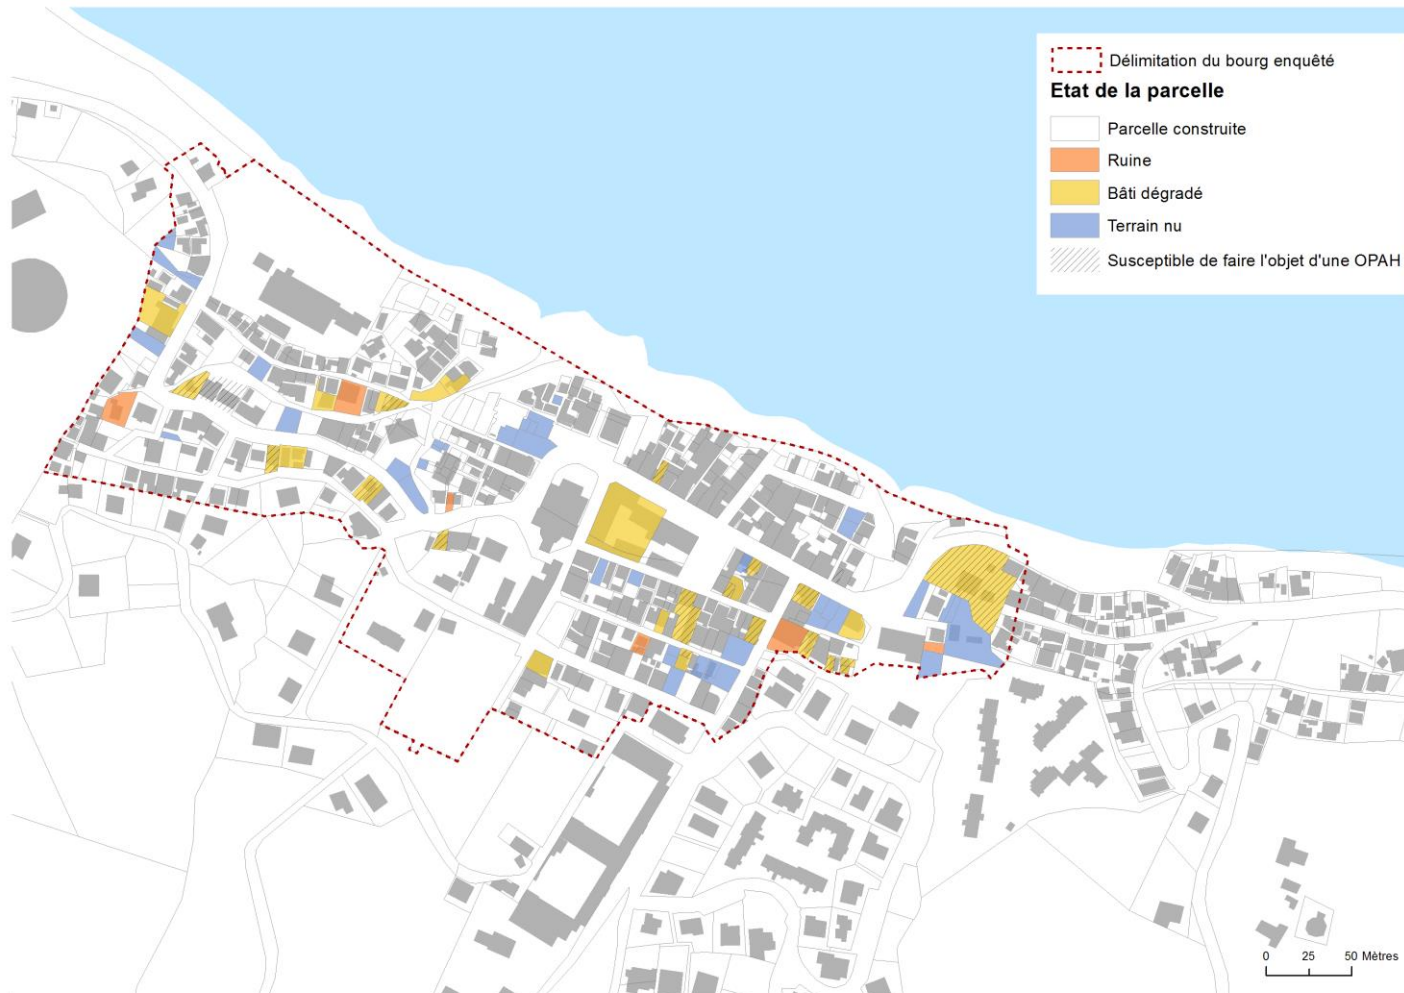 Délimitation du bourg enquêté
Etat de la parcelle
Parcelle construite
Ruine
Bâti dégradé
Terrain nu
Susceptible de faire l'objet d'une OPAH
0 25 50 Mètres